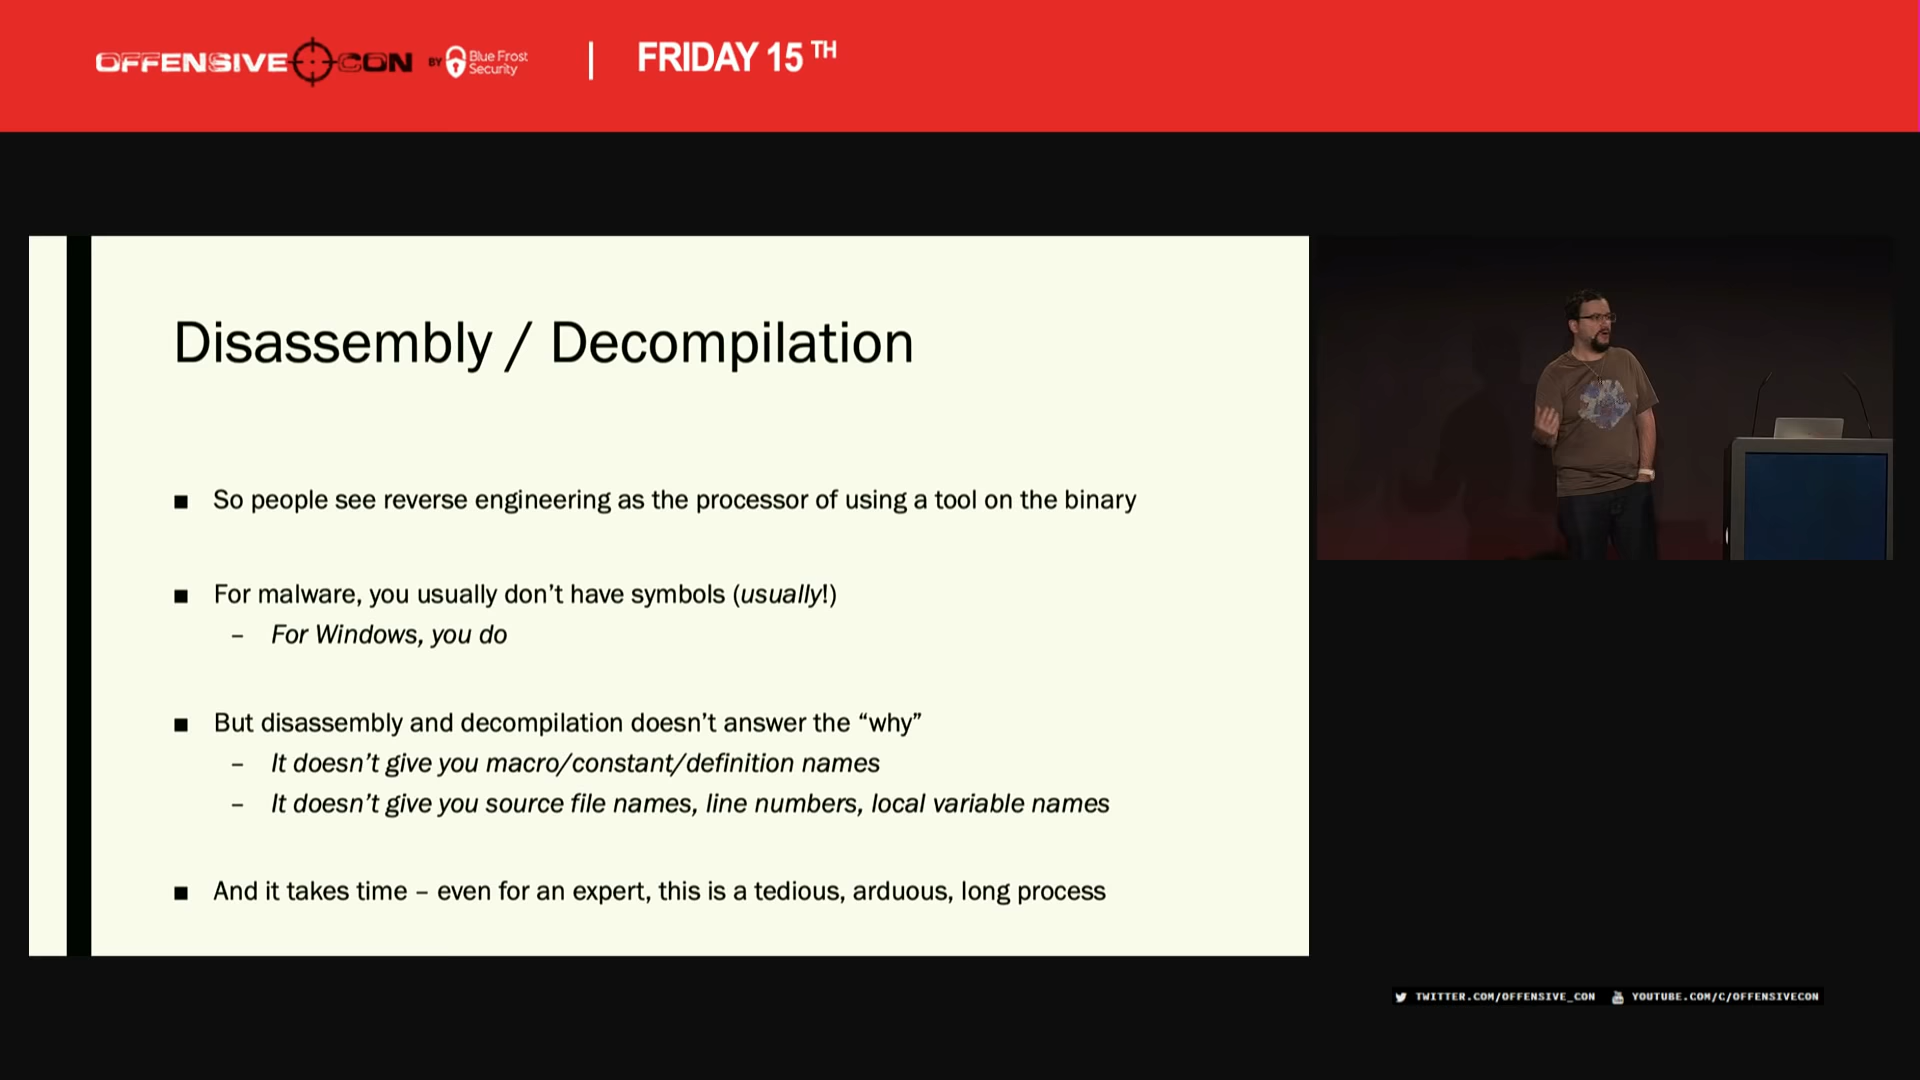 OFFENSIVE CON BY Blue Frost Security | FRIDAY 15 TH
Disassembly / Decompilation
■ So people see reverse engineering as the processor of using a tool on the binary
■ For malware, you usually don’t have symbols (usually!)
– For Windows, you do
■ But disassembly and decompilation doesn’t answer the “why”
– It doesn’t give you macro/constant/definition names
– It doesn’t give you source file names, line numbers, local variable names
■ And it takes time – even for an expert, this is a tedious, arduous, long process
TWITTER.COM/OFFENSIVE_CON YOUTUBE.COM/C/OFFENSIVECON